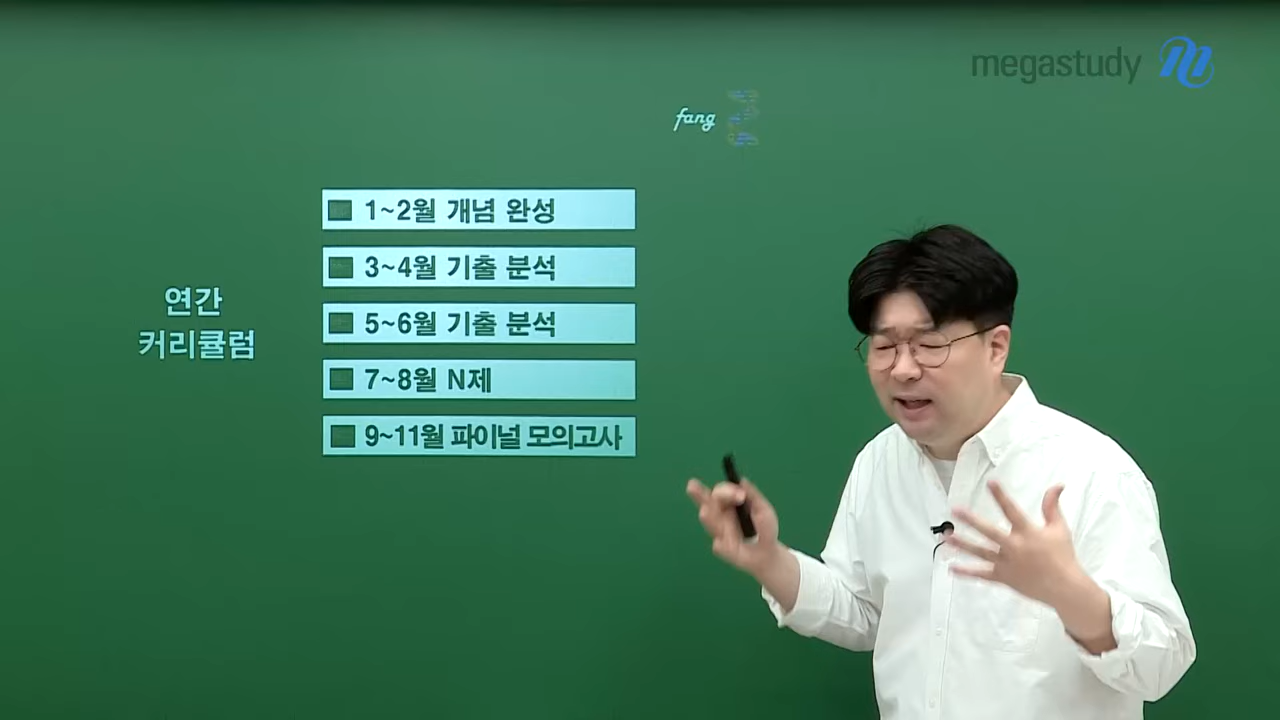 megastudy
fang
연간
커리큘럼
1~2월 개념 완성
3~4월 기출 분석
5~6월 기출 분석
7~8월 N제
9~11월 파이널 모의고사